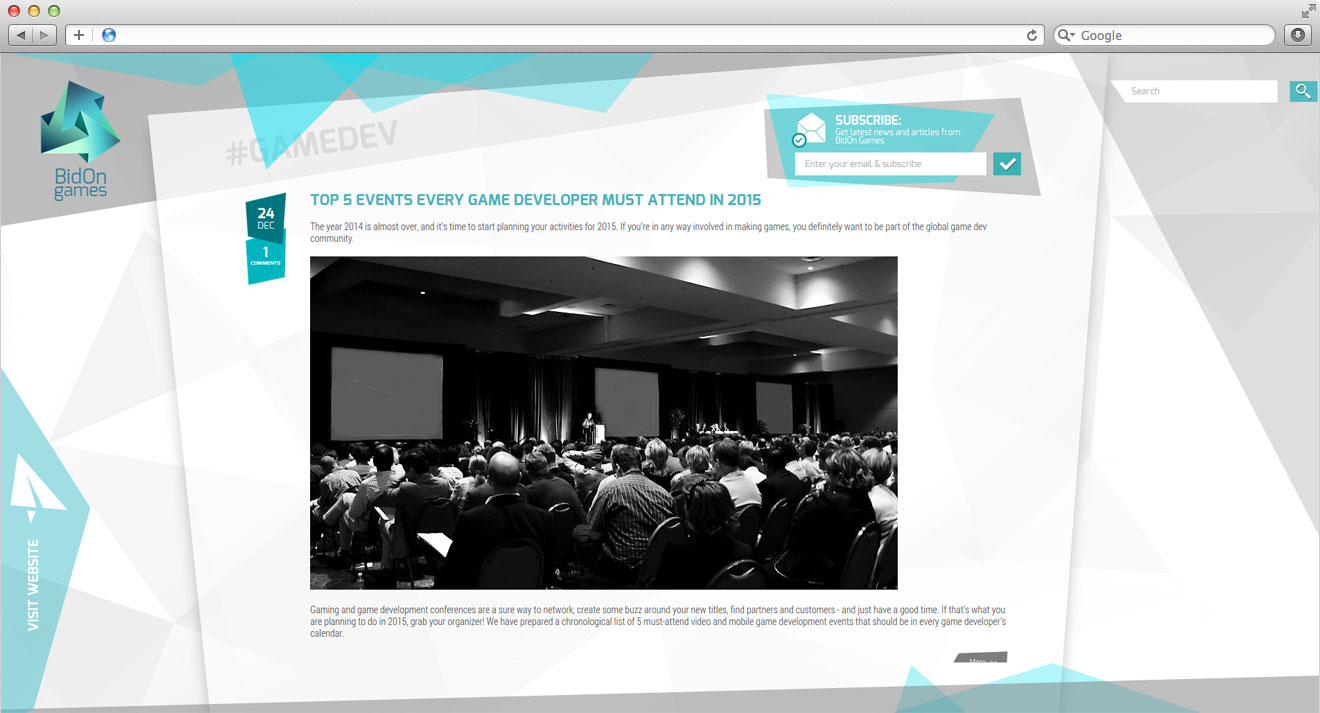 Google
Search
BidOn
games
#GAMEDEV
SUBSCRIBE:
Get latest news and articles from
BidOn Games
Enter your email & subscribe
24
DEC
1
COMMENTS
TOP 5 EVENTS EVERY GAME DEVELOPER MUST ATTEND IN 2015
The year 2014 is almost over, and it's time to start planning your activities for 2015. If you're in any way involved in making games, you definitely want to be part of the global game dev
community.
VISIT WEBSITE
Gaming and game development conferences are a sure way to network, create some buzz around your new titles, find partners and customers - and just have a good time. If that's what you
are planning to do in 2015, grab your organizer! We have prepared a chronological list of 5 must-attend video and mobile game development events that should be in every game developer's
calendar.
More